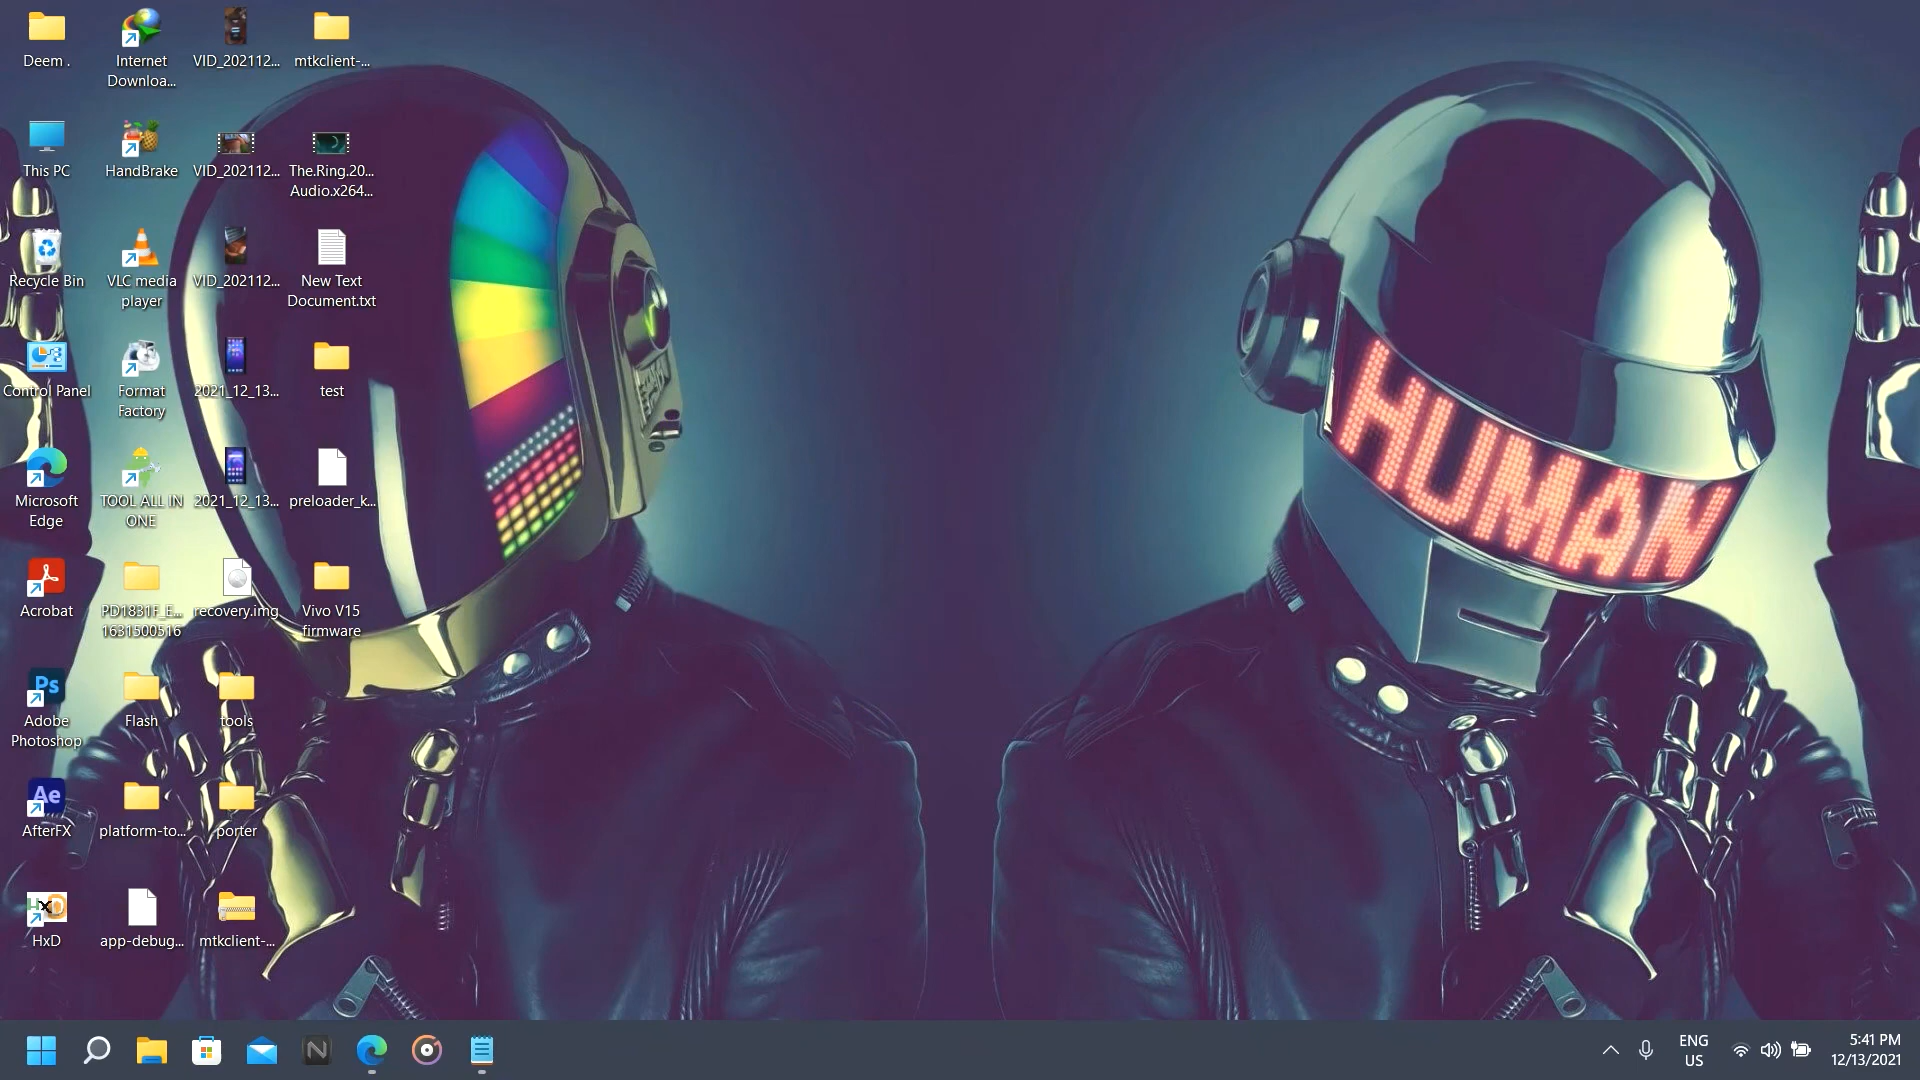 Deem .
Internet
Downloa...
VID_202112...
mtkclient-...
This PC
HandBrake
VID_202112...
The.Ring.20...
Audio.x264...
Recycle Bin
VLC media
player
VID_202112...
New Text
Document.txt
Control Panel
Format
Factory
2021_12_13...
test
Microsoft
Edge
TOOL ALL IN
ONE
2021_12_13...
preloader_k...
Acrobat
PD1831F_E...
1631500516
recovery.img
Vivo V15
firmware
Ps
Adobe
Photoshop
Flash
tools
Ae
AfterFX
platform-to...
porter
HxD
HxD
app-debug...
mtkclient-...
HUMAN
N
ENG
US
5:41 PM
12/13/2021